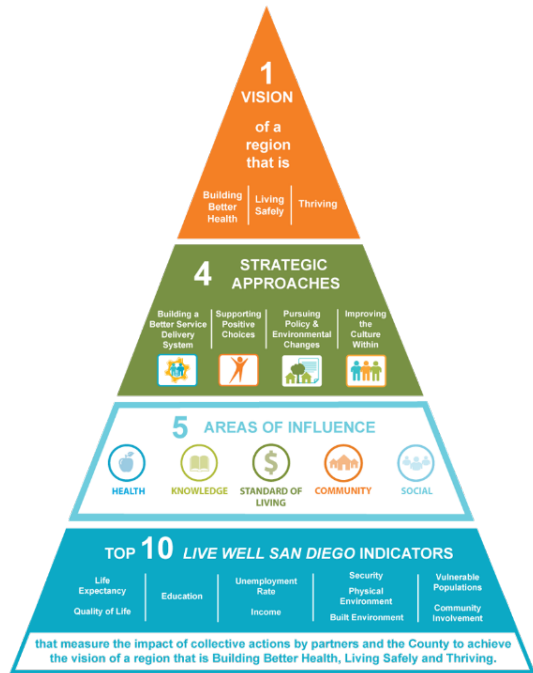 1
VISION
of a
region
that is
Building
Better
Health
Living
Safely
Thriving
4 STRATEGIC
APPROACHES
Building a
Better Service
Delivery
System
Supporting
Positive
Choices
Pursuing
Policy &
Environmental
Changes
Improving
the
Culture
Within
5 AREAS OF INFLUENCE
HEALTH
KNOWLEDGE
STANDARD OF
LIVING
COMMUNITY
SOCIAL
TOP 10 LIVE WELL SAN DIEGO INDICATORS
Life
Expectancy
Quality of Life
Education
Unemployment
Rate
Income
Security
Physical
Environment
Built Environment
Vulnerable
Populations
Community
Involvement
that measure the impact of collective actions by partners and the County to achieve
the vision of a region that is Building Better Health, Living Safely and Thriving.